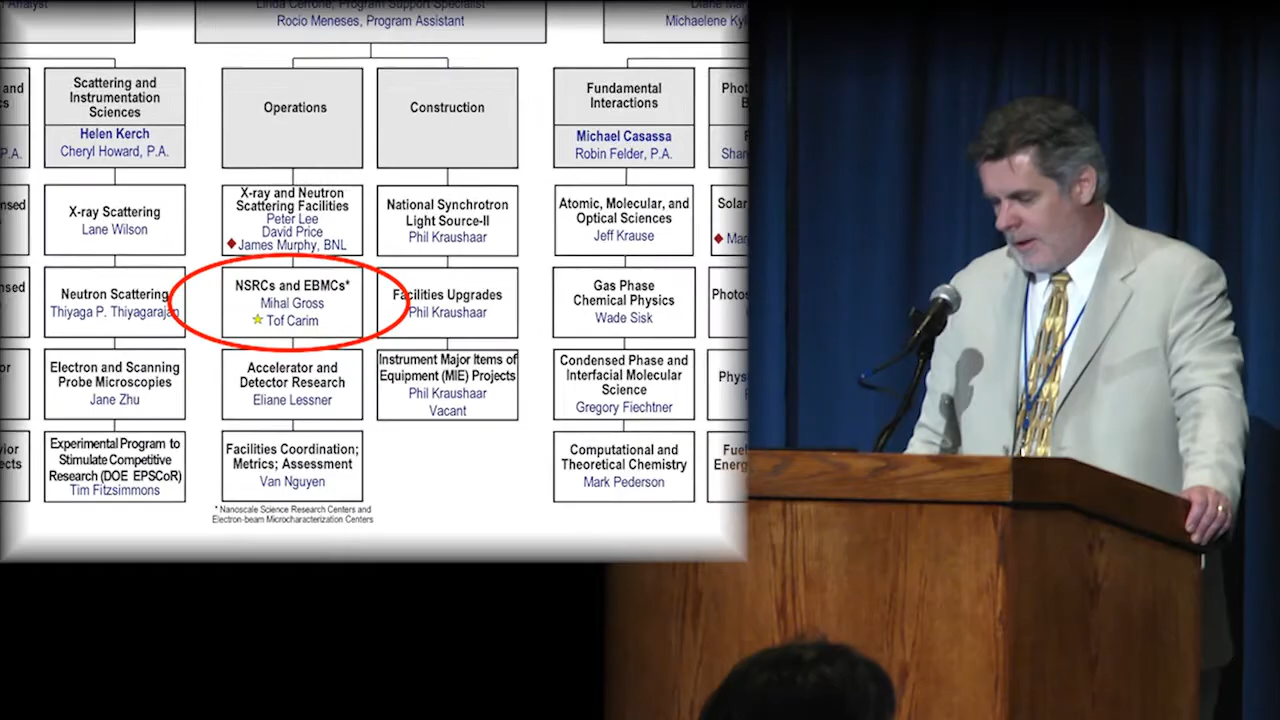 Analyst
Linda Cerrone, Program Support Specialist
Rocio Meneses, Program Assistant
Michaelene
Scattering and
Instrumentation
Sciences
Helen Kerch
Cheryl Howard, P.A.
X-ray Scattering
Lane Wilson
Neutron Scattering
Thiyaga P. Thiyagarajan
Electron and Scanning
Probe Microscopies
Jane Zhu
Experimental Program to
Stimulate Competitive
Research (DOE EPSCoR)
Tim Fitzsimmons
Operations
X-ray and Neutron
Scattering Facilities
Peter Lee
David Price
James Murphy, BNL
NSRCs and EBMCs*
Mihal Gross
Tof Carim
Accelerator and
Detector Research
Eliane Lessner
Facilities Coordination;
Metrics; Assessment
Van Nguyen
* Nanoscale Science Research Centers and
Electron-beam Microcharacterization Centers
Construction
National Synchrotron
Light Source-II
Phil Kraushaar
Facilities Upgrades
Phil Kraushaar
Instrument Major Items of
Equipment (MIE) Projects
Phil Kraushaar
Vacant
Fundamental
Interactions
Michael Casassa
Robin Felder, P.A.
Atomic, Molecular, and
Optical Sciences
Jeff Krause
Gas Phase
Chemical Physics
Wade Sisk
Condensed Phase and
Interfacial Molecular
Science
Gregory Fiechtner
Computational and
Theoretical Chemistry
Mark Pederson
and
P.A.
Solar